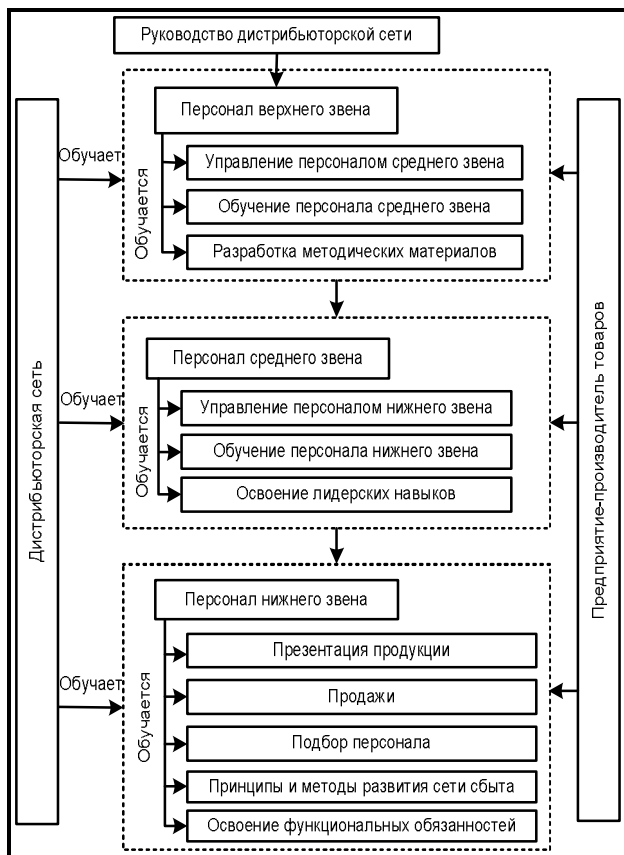 Руководство дистрибьюторской сети
Персонал верхнего звена
Обучает
Обучается
Управление персоналом среднего звена
Обучение персонала среднего звена
Разработка методических материалов
Дистрибьюторская сеть
Предприятие-производитель товаров
Персонал среднего звена
Обучает
Обучается
Управление персоналом нижнего звена
Обучение персонала нижнего звена
Освоение лидерских навыков
Персонал нижнего звена
Обучает
Обучается
Презентация продукции
Продажи
Подбор персонала
Принципы и методы развития сети сбыта
Освоение функциональных обязанностей